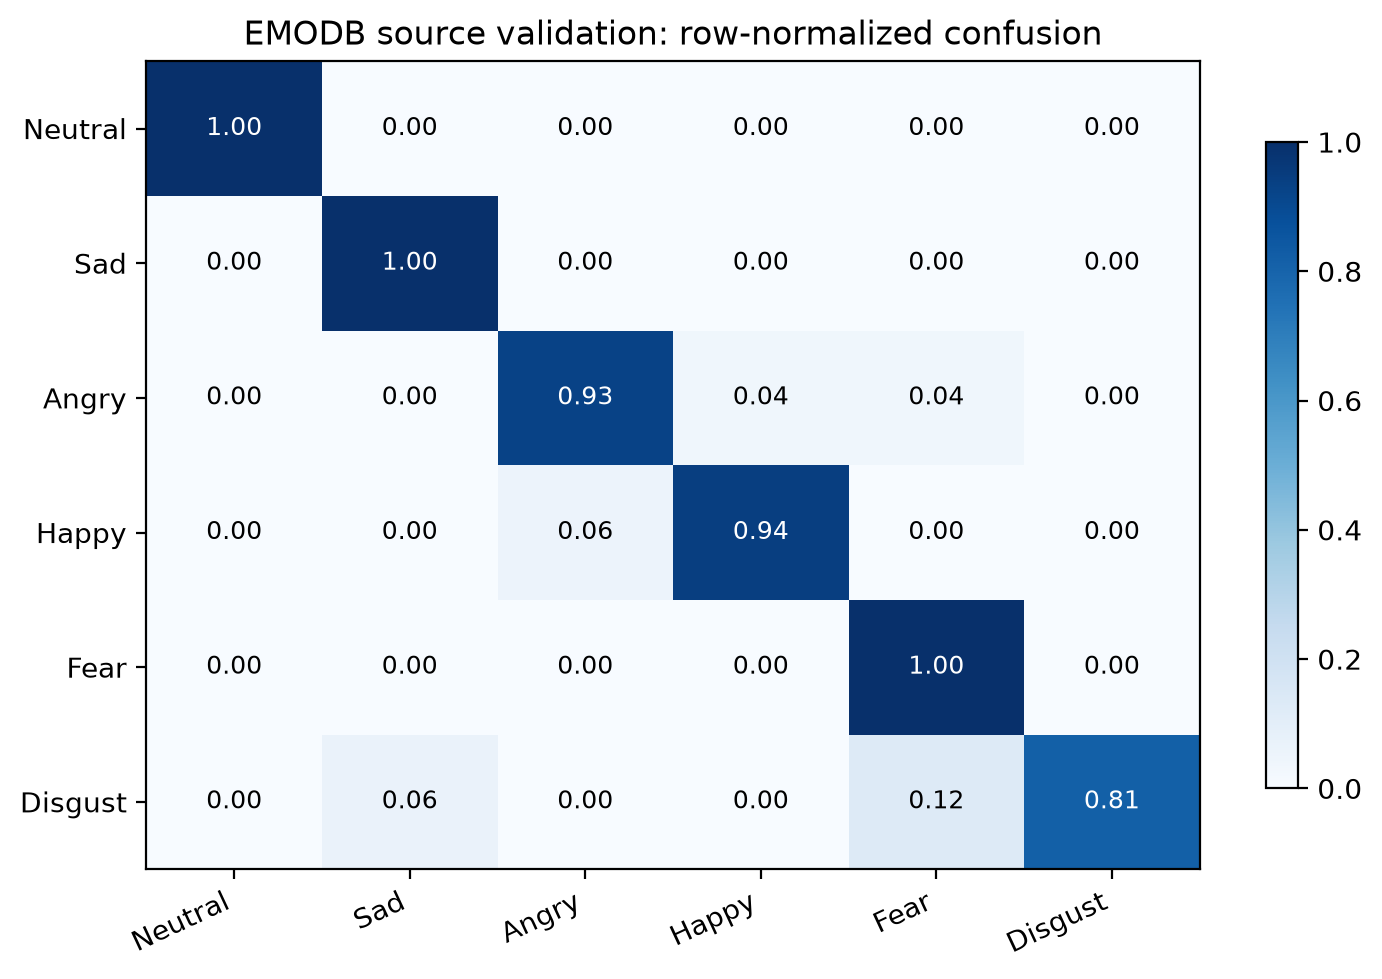 EMODB source validation: row-normalized confusion
Neutral 1.00 0.00 0.00 0.00 0.00 0.00
Sad 0.00 1.00 0.00 0.00 0.00 0.00
Angry 0.00 0.00 0.93 0.04 0.04 0.00
Happy 0.00 0.00 0.06 0.94 0.00 0.00
Fear 0.00 0.00 0.00 0.00 1.00 0.00
Disgust 0.00 0.06 0.00 0.00 0.12 0.81
Neutral Sad Angry Happy Fear Disgust
1.0
0.8
0.6
0.4
0.2
0.0